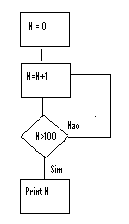 N = 0
N=N+1
N>100
Nao
Sim
Print N